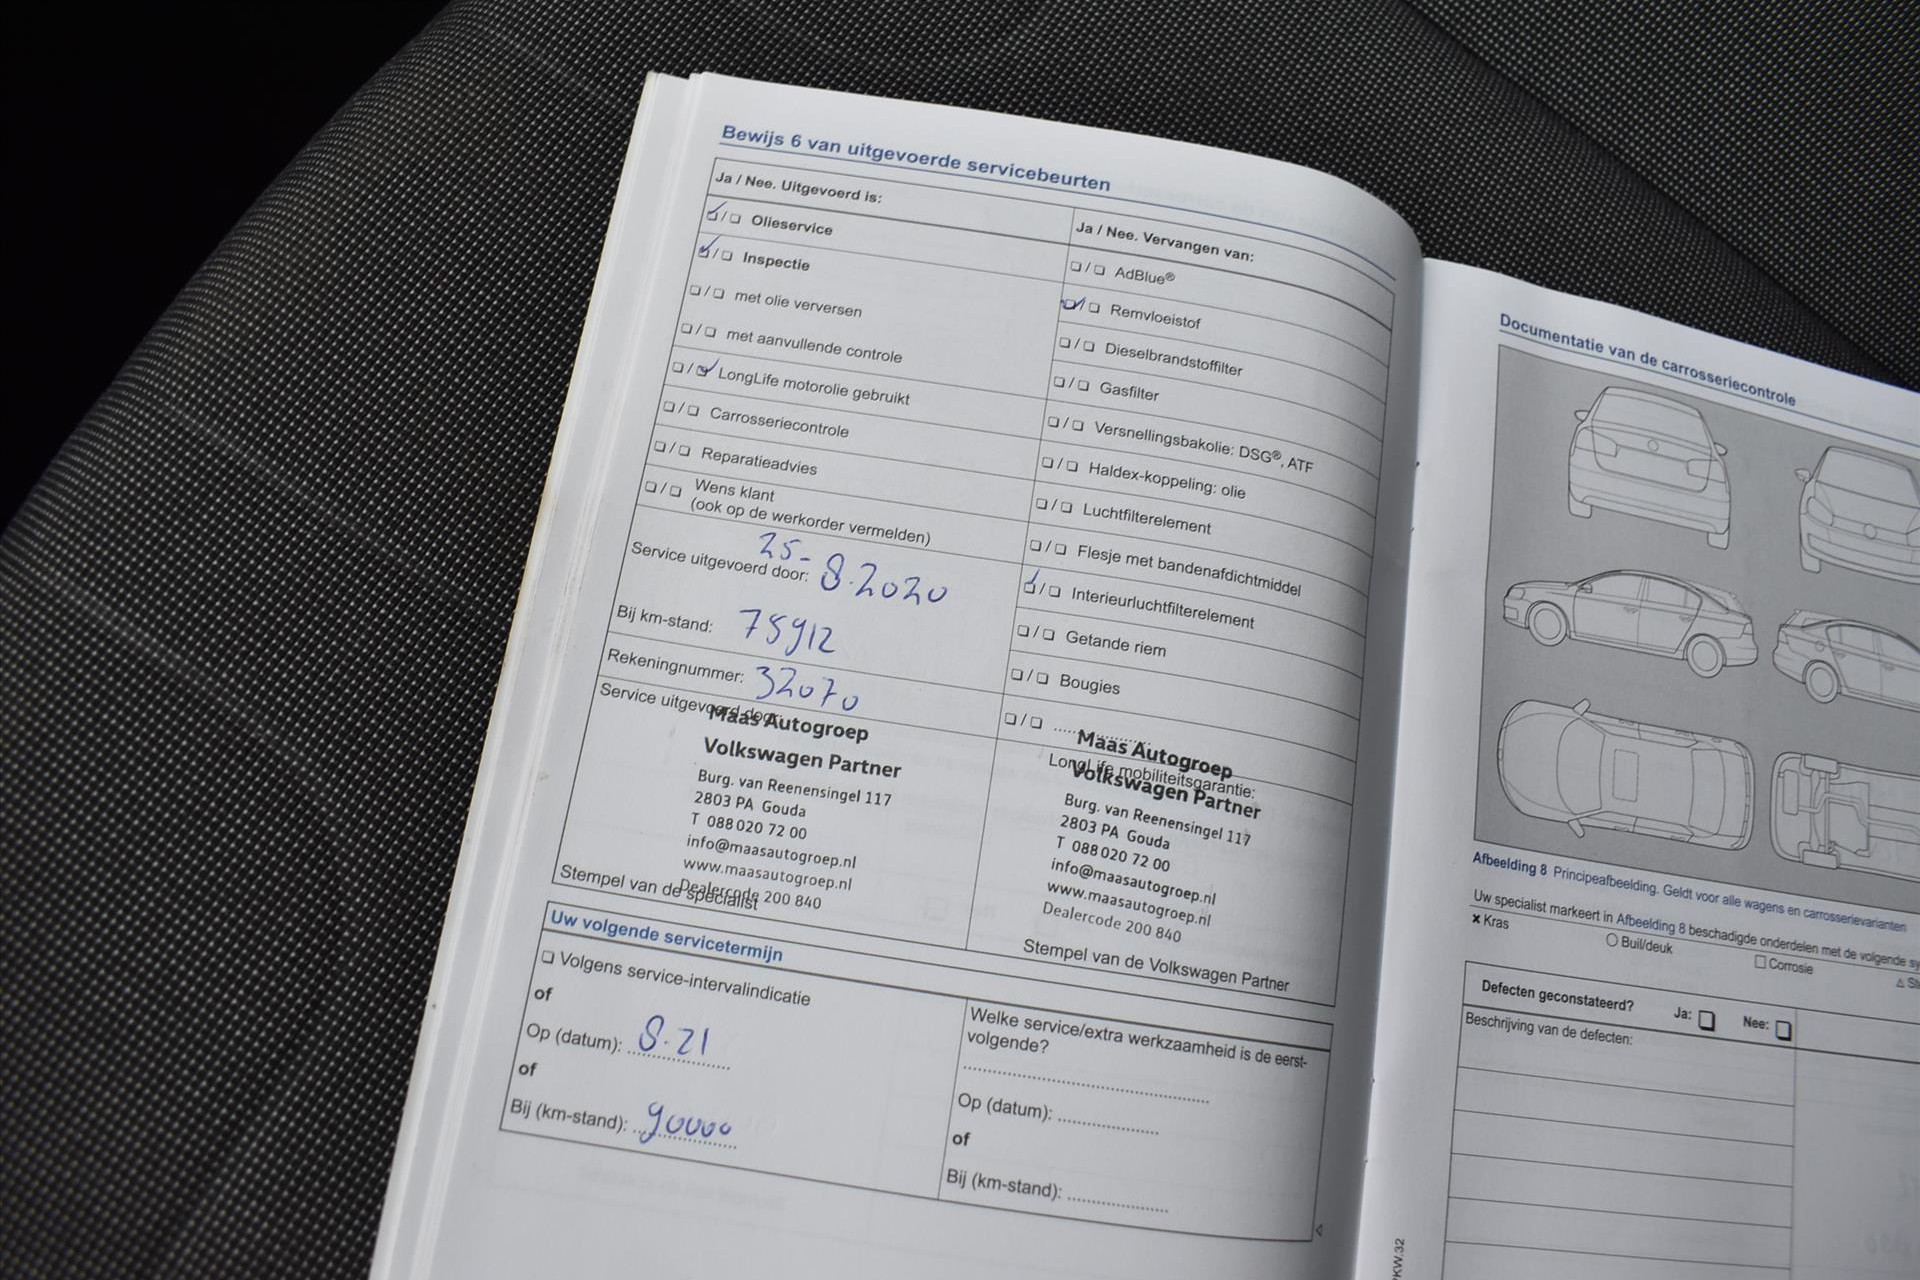 Bewijs 6 van uitgevoerde servicebeurten
Ja / Nee. Uitgevoerd is:
Olieservice
Inspectie
met olie verversen
met aanvullende controle
LongLife motorolie gebruikt
Carrosseriecontrole
Reparatieadvies
Wens klant
(ook op de werkorder vermelden)
Service uitgevoerd door: 25-8.2020
Bij km-stand: 75912
Rekeningnummer: 32070
Service uitgevoerd door:
Maas Autogroep
Volkswagen Partner
Burg. van Reenensingel 117
2803 PA Gouda
T 088 020 72 00
info@maasautogroep.nl
www.maasautogroep.nl
Dealercode 200 840
Stempel van de specialist
Ja / Nee. Vervangen van:
AdBlue®
Remvloeistof
Dieselbrandstoffilter
Gasfilter
Versnellingsbakolie: DSG®, ATF
Haldex-koppeling: olie
Luchtfilterelement
Flesje met bandenafdichtmiddel
Interieurluchtfilterelement
Getande riem
Bougies
LongLife mobiliteitsgarantie:
Maas Autogroep
Volkswagen Partner
Burg. van Reenensingel 117
2803 PA Gouda
T 088 020 72 00
info@maasautogroep.nl
www.maasautogroep.nl
Dealercode 200 840
Stempel van de Volkswagen Partner
Uw volgende servicetermijn
Volgens service-intervalindicatie
of
Op (datum): 8.21
of
Bij (km-stand): 90000
Welke service/extra werkzaamheid is de eerst-
volgende?
Op (datum):
of
Bij (km-stand):
Documentatie van de carrosseriecontrole
Afbeelding 8 Principeafbeelding. Geldt voor alle wagens en carrosserievarianten
Uw specialist markeert in Afbeelding 8 beschadigde onderdelen met de volgende
× Kras
Buil/deuk
Corrosie
Defecten geconstateerd? Ja: Nee:
Beschrijving van de defecten: